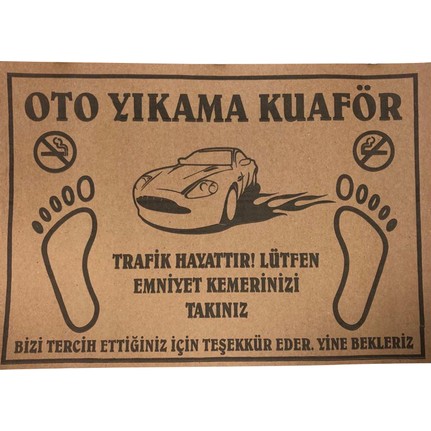 OTO YIKAMA KUAFÖR
TRAFİK HAYATTIR! LÜTFEN
EMNİYET KEMERİNİZİ
TAKINIZ
BİZİ TERCİH ETTİĞİNİZ İÇİN TEŞEKKÜR EDER. YİNE BEKLERİZ